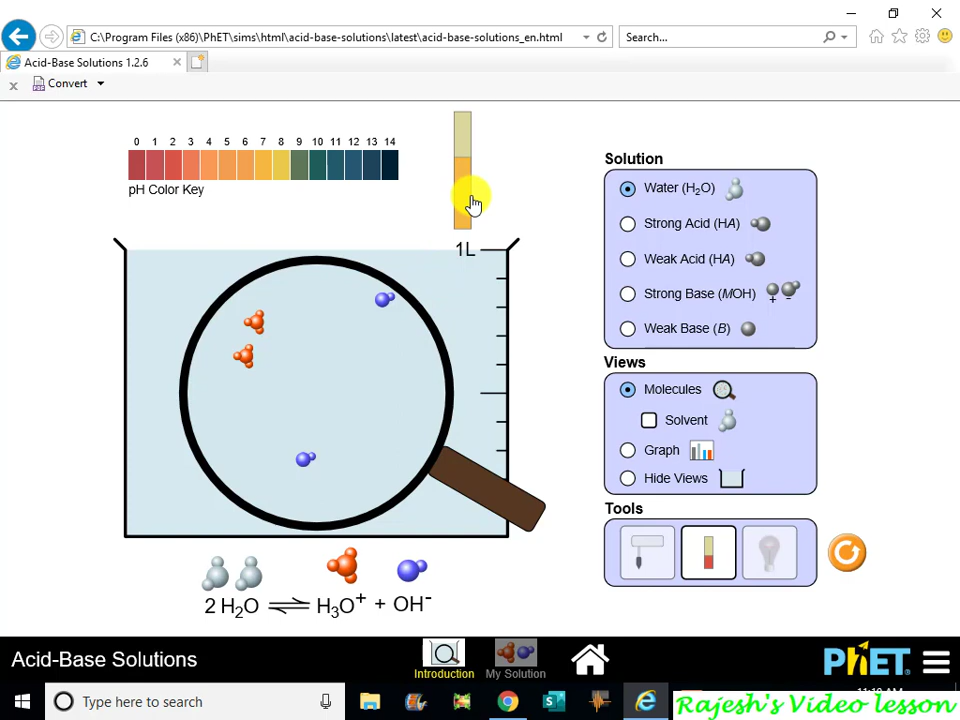 C:\Program Files (x86)\PhET\sims\html\acid-base-solutions\latest\acid-base-solutions_en.html
Search...
Acid-Base Solutions 1.2.6
Convert
0 1 2 3 4 5 6 7 8 9 10 11 12 13 14
pH Color Key
1L
Solution
Water (H₂O)
Strong Acid (HA)
Weak Acid (HA)
Strong Base (MOH)
+ -
Weak Base (B)
Views
Molecules
Solvent
Graph
Hide Views
Tools
2 H₂O ⇌ H₃O⁺ + OH⁻
Acid-Base Solutions
Introduction
My Solution
PhET
Type here to search
Rajesh's Video lesson